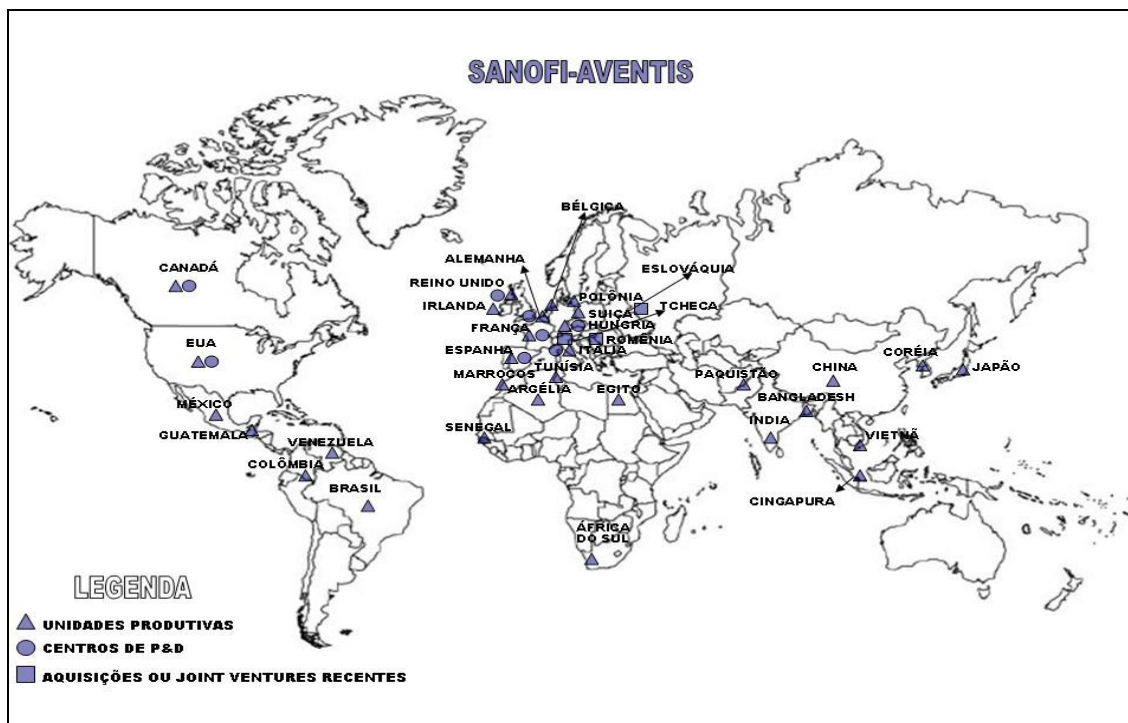 SANOFI-AVENTIS
BÉLGICA
ALEMANHA
ESLOVÁQUIA
CANADÁ
REINO UNIDO
POLÔNIA
TCHECA
IRLANDA
SUIÇA
HUNGRIA
FRANÇA
ROMÊNIA
ITÁLIA
EUA
ESPANHA
CORÉIA
TUNÍSIA
CHINA
JAPÃO
MARROCOS
PAQUISTÃO
ARGÉLIA
EGITO
BANGLADESH
MÉXICO
ÍNDIA
SENEGAL
GUATEMALA
VENEZUELA
VIETNÃ
COLÔMBIA
BRASIL
CINGAPURA
ÁFRICA
DO SUL
LEGENDA
UNIDADES PRODUTIVAS
CENTROS DE P&D
AQUISIÇÕES OU JOINT VENTURES RECENTES